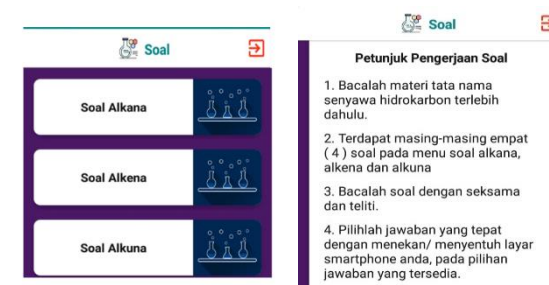 Soal
Soal Alkana
Soal Alkena
Soal Alkuna
Soal
Petunjuk Pengerjaan Soal
1. Bacalah materi tata nama
senyawa hidrokarbon terlebih
dahulu.
2. Terdapat masing-masing empat
( 4 ) soal pada menu soal alkana,
alkena dan alkuna
3. Bacalah soal dengan seksama
dan teliti.
4. Pilihlah jawaban yang tepat
dengan menekan/ menyentuh layar
smartphone anda, pada pilihan
jawaban yang tersedia.